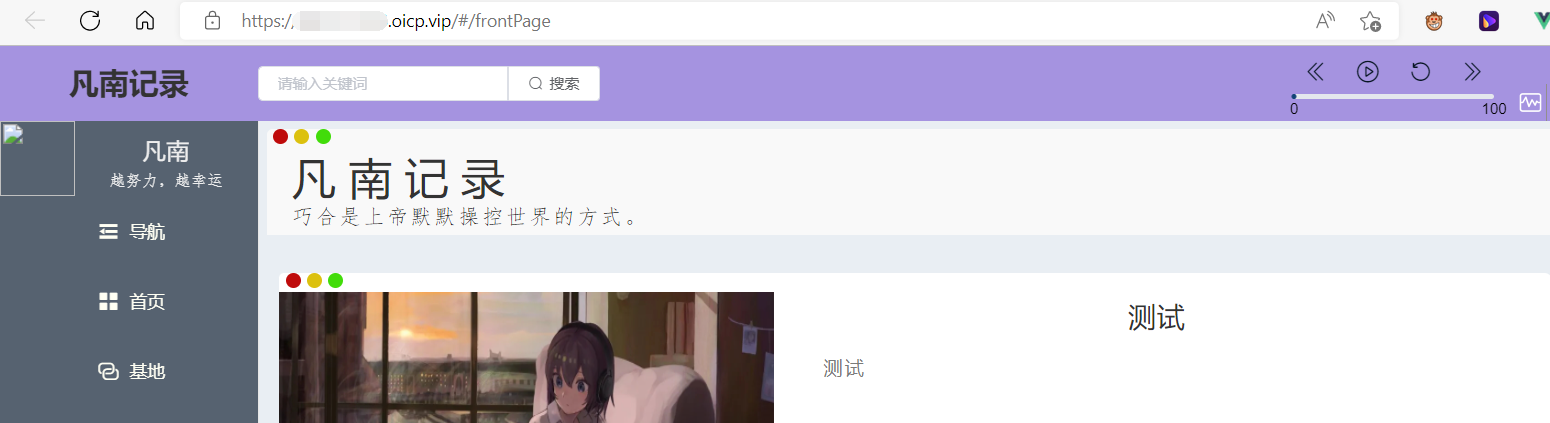 https:/, .oicp.vip/#/frontPage
凡南记录
请输入关键词
搜索
0
100
凡南
越努力，越幸运
导航
首页
基地
凡南记录
巧合是上帝默默操控世界的方式。
测试
测试